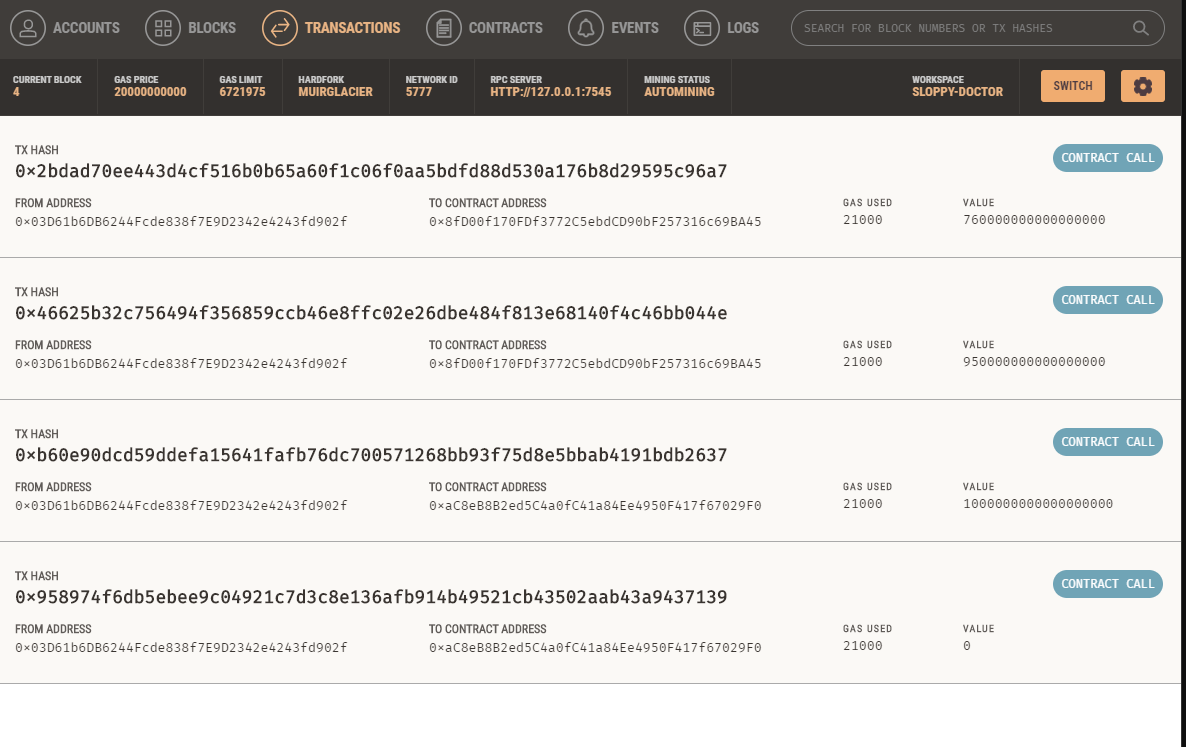 ACCOUNTS BLOCKS TRANSACTIONS CONTRACTS EVENTS LOGS SEARCH FOR BLOCK NUMBERS OR TX HASHES
CURRENT BLOCK GAS PRICE GAS LIMIT HARDFORK NETWORK ID RPC SERVER MINING STATUS WORKSPACE
4 20000000000 6721975 MUIRGLACIER 5777 HTTP://127.0.0.1:7545 AUTOMINING SLOPPY-DOCTOR SWITCH
TX HASH
0×2bdad70ee443d4cf516b0b65a60f1c06f0aa5bdfd88d530a176b8d29595c96a7 CONTRACT CALL
FROM ADDRESS TO CONTRACT ADDRESS GAS USED VALUE
0×03D61b6DB6244Fcde838f7E9D2342e4243fd902f 0×8fD00f170FDf3772C5ebdCD90bF257316c69BA45 21000 760000000000000000
TX HASH
0×46625b32c756494f356859ccb46e8ffc02e26dbe484f813e68140f4c46bb044e CONTRACT CALL
FROM ADDRESS TO CONTRACT ADDRESS GAS USED VALUE
0×03D61b6DB6244Fcde838f7E9D2342e4243fd902f 0×8fD00f170FDf3772C5ebdCD90bF257316c69BA45 21000 950000000000000000
TX HASH
0×b60e90dcd59ddefa15641fafb76dc700571268bb93f75d8e5bbab4191bdb2637 CONTRACT CALL
FROM ADDRESS TO CONTRACT ADDRESS GAS USED VALUE
0×03D61b6DB6244Fcde838f7E9D2342e4243fd902f 0×aC8eB8B2ed5C4a0fC41a84Ee4950F417f67029F0 21000 1000000000000000000
TX HASH
0×958974f6db5ebee9c04921c7d3c8e136afb914b49521cb43502aab43a9437139 CONTRACT CALL
FROM ADDRESS TO CONTRACT ADDRESS GAS USED VALUE
0×03D61b6DB6244Fcde838f7E9D2342e4243fd902f 0×aC8eB8B2ed5C4a0fC41a84Ee4950F417f67029F0 21000 0